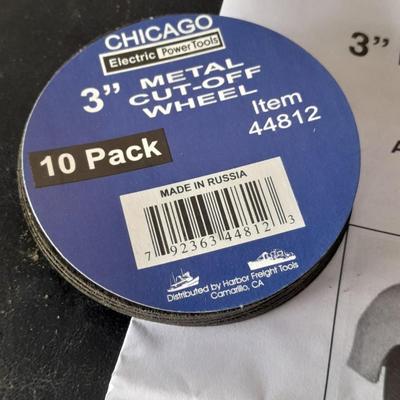 CHICAGO
Electric Power Tools
3” METAL
CUT-OFF
WHEEL
Item
44812
10 Pack
MADE IN RUSSIA
7 92363 44812 3
Distributed by Harbor Freight Tools
Camarillo, CA
3”